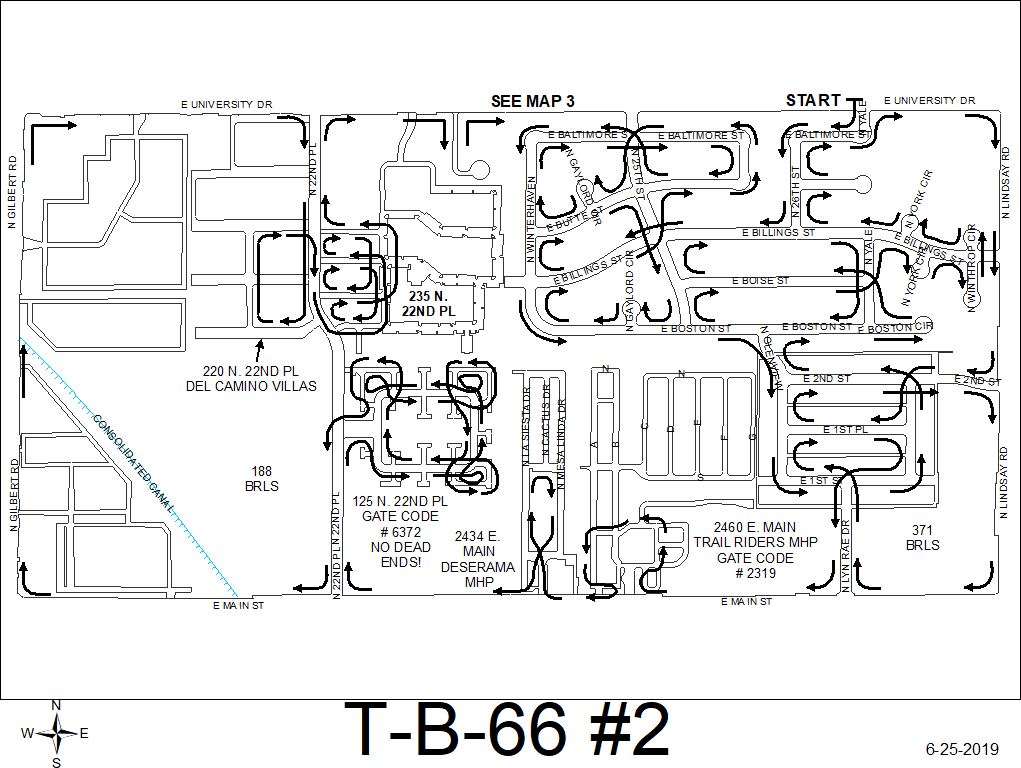 SEE MAP 3
START
E UNIVERSITY DR
E UNIVERSITY DR
N YALE
E BALTIMORE S
E BALTIMORE ST
E BALTIMORE ST
N GILBERT RD
N 22ND PL
N GAYLORD CIR
N 25TH ST
N 26TH ST
N LINDSAY RD
N WINTERHAVEN
E BUTTE ST
N YORK CIR
E BILLINGS ST
E BILLINGS ST
E BILLINGS ST
N YALE
N WINTHROP CIR
N YORK CIR
N GAYLORD CIR
E BOISE ST
235 N.
22ND PL
E BOSTON ST
E BOSTON ST
E BOSTON CIR
N GLENVIEW
220 N. 22ND PL
DEL CAMINO VILLAS
N
N
E 2ND ST
E 2ND ST
N LA SIESTA DR
N CACTUS DR
N MESA LINDA DR
A
B
C
D
E
F
G
S
E 1ST PL
E 1ST ST
CONSOLIDATED CANAL
N GILBERT RD
188
BRLS
N LINDSAY RD
125 N. 22ND PL
GATE CODE
# 6372
NO DEAD
ENDS!
2434 E.
MAIN
DESERAMA
MHP
2460 E. MAIN
TRAIL RIDERS MHP
GATE CODE
# 2319
371
BRLS
N 22ND PL
N 22ND PL
N LYN RAE DR
E MAIN ST
E MAIN ST
N
W E
S
T-B-66 #2
6-25-2019